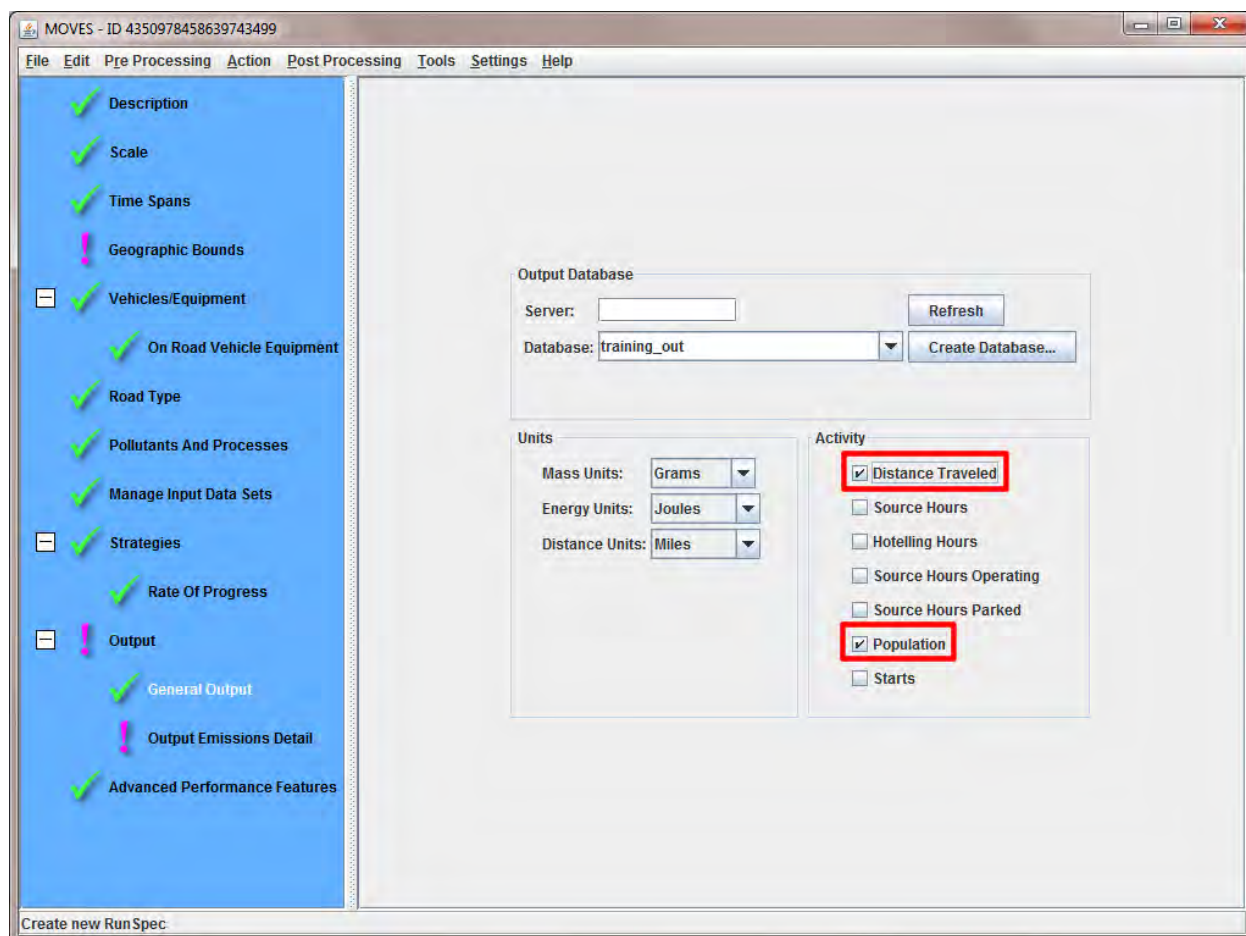 MOVES - ID 4350978458639743499
File Edit Pre Processing Action Post Processing Tools Settings Help
Description
Scale
Time Spans
Geographic Bounds
Vehicles/Equipment
On Road Vehicle Equipment
Road Type
Pollutants And Processes
Manage Input Data Sets
Strategies
Rate Of Progress
Output
General Output
Output Emissions Detail
Advanced Performance Features
Output Database
Server:
Refresh
Database: training_out
Create Database...
Units
Mass Units: Grams
Energy Units: Joules
Distance Units: Miles
Activity
Distance Traveled
Source Hours
Hotelling Hours
Source Hours Operating
Source Hours Parked
Population
Starts
Create new RunSpec